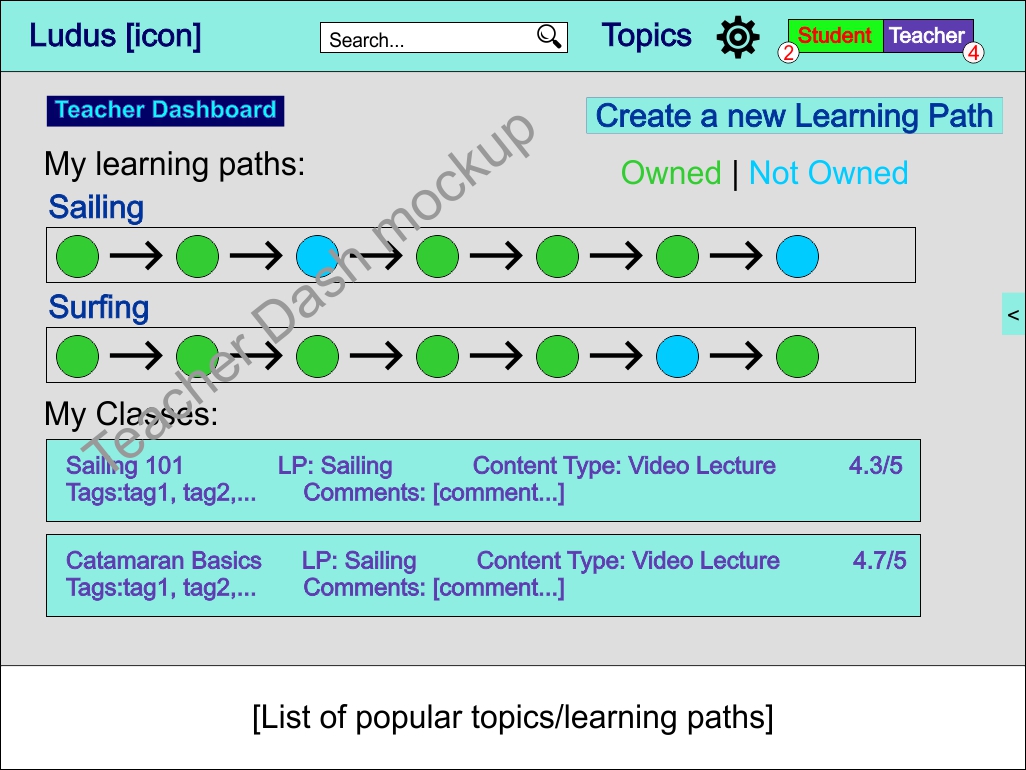 Ludus [icon]
Search...
Topics
Student
Teacher
2
4
Teacher Dashboard
Create a new Learning Path
My learning paths:
Owned | Not Owned
Sailing
Surfing
<
My Classes:
Sailing 101 LP: Sailing Content Type: Video Lecture 4.3/5
Tags:tag1, tag2,... Comments: [comment...]
Catamaran Basics LP: Sailing Content Type: Video Lecture 4.7/5
Tags:tag1, tag2,... Comments: [comment...]
Teacher Dash mockup
[List of popular topics/learning paths]